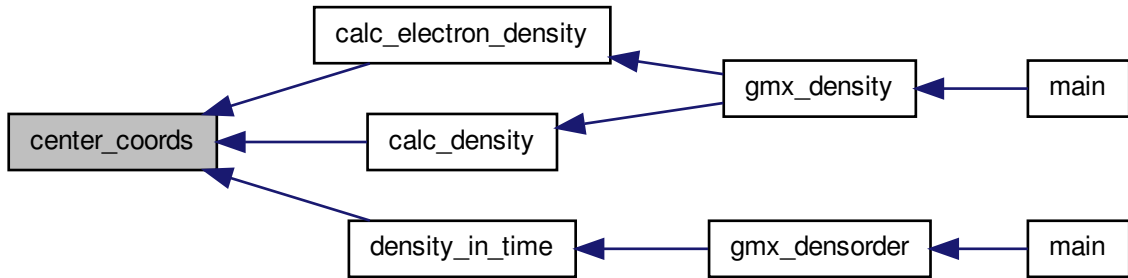 calc_electron_density
gmx_density
main
center_coords
calc_density
density_in_time
gmx_densorder
main